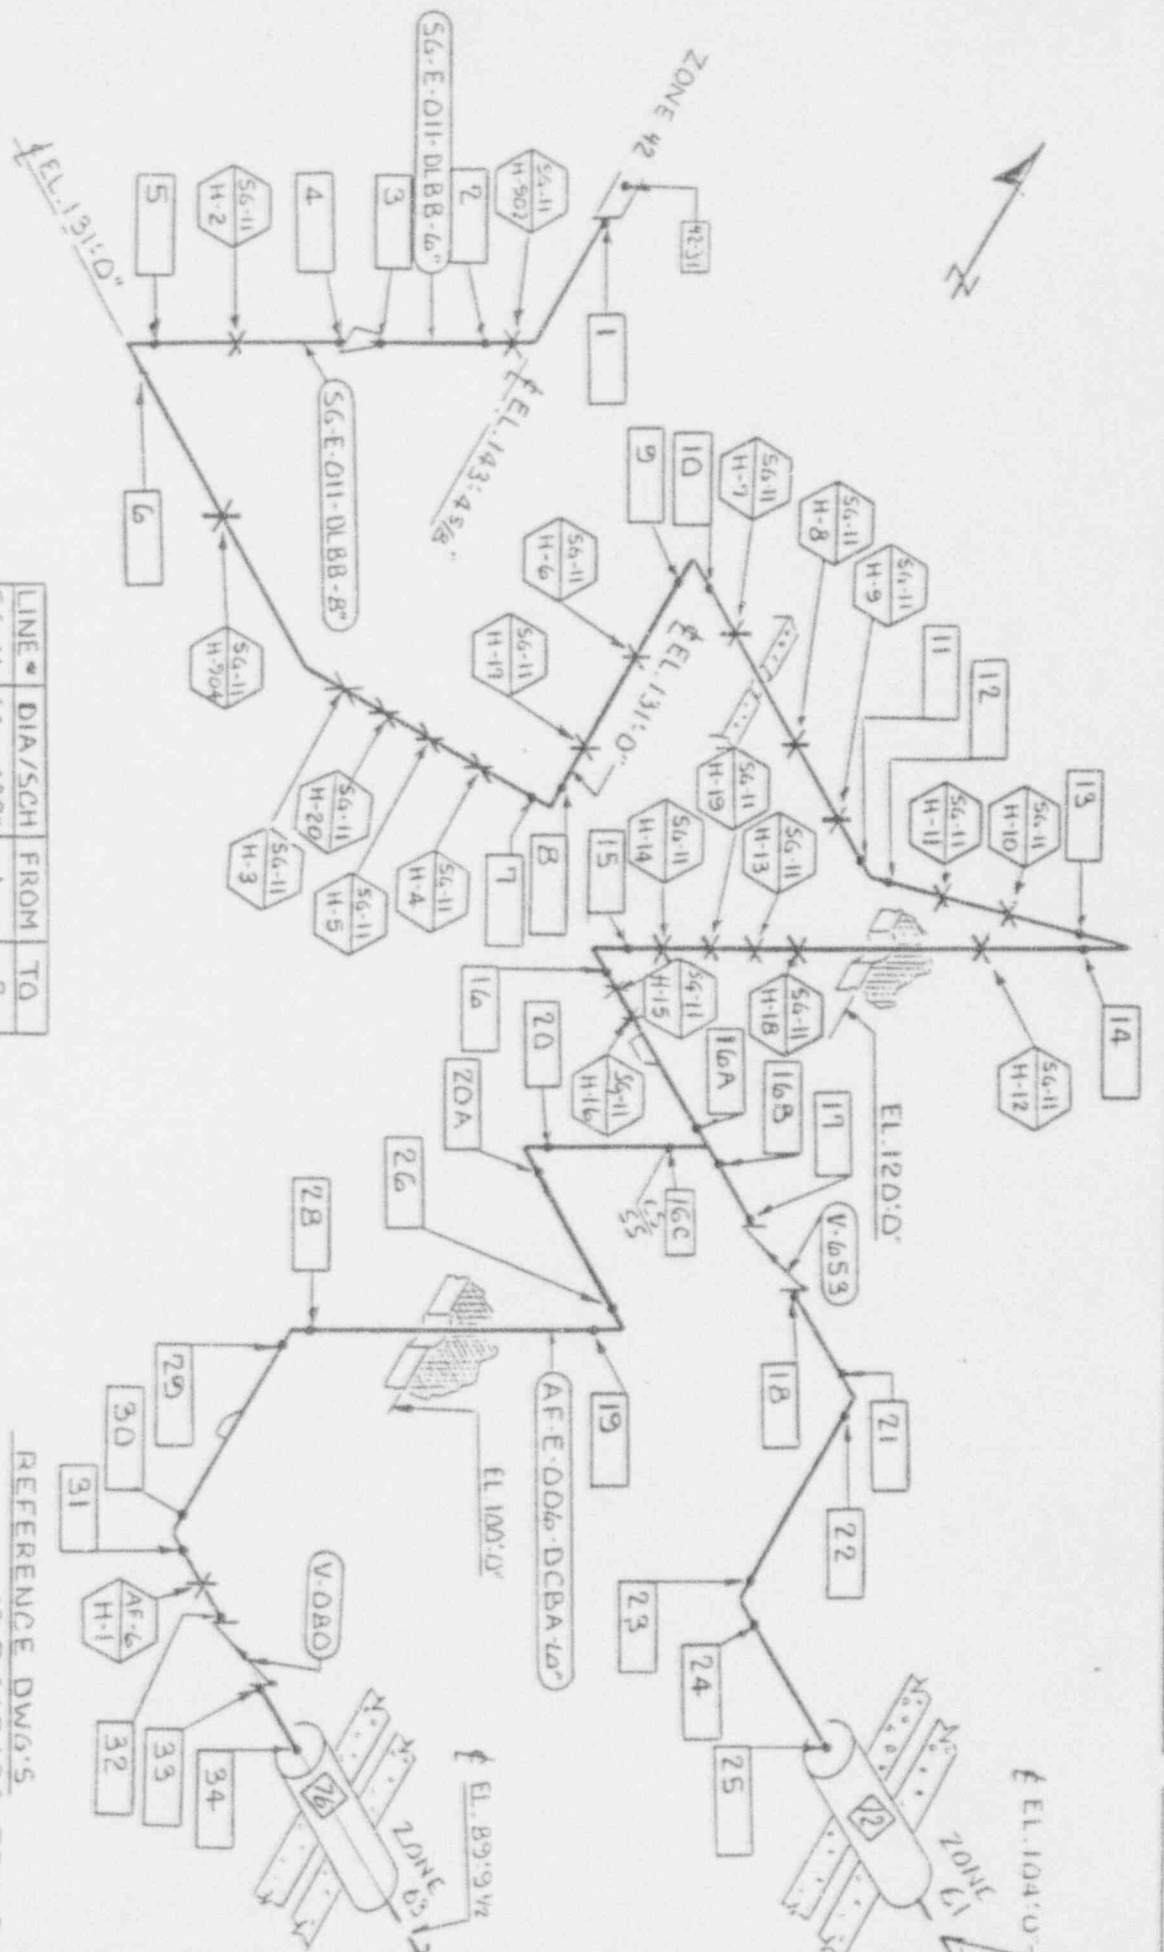 ZONE 42
42-31
1
SG-11
H-902
2
SG-E-011-DLBB-6"
3
4
SG-11
H-2
5
℄ EL. 131'-0"
℄ EL. 143'-4 5/8"
SG-E-011-DLBB-8"
6
SG-11
H-904
SG-11
H-3
SG-11
H-20
SG-11
H-5
SG-11
H-4
7
8
SG-11
H-17
SG-11
H-6
℄ EL. 131'-0"
9
10
SG-11
H-7
SG-11
H-8
SG-11
H-9
11
12
SG-11
H-11
SG-11
H-10
13
14
SG-11
H-12
EL. 120'-0"
SG-11
H-18
SG-11
H-13
SG-11
H-19
SG-11
H-14
15
16
SG-11
H-15
SG-11
H-16
16A
16B
16C
17
V-653
18
21
22
23
24
25
72
ZONE
61
℄ EL. 104'-0"
20
20A
26
19
AF-E-006-DCBA-6"
EL 100'-0"
28
29
30
31
AF-6
H-1
32
V-080
33
34
76
ZONE
69
℄ EL. 89'-9 1/2
LINE # DIA/SCH FROM TO
REFERENCE DWG'S